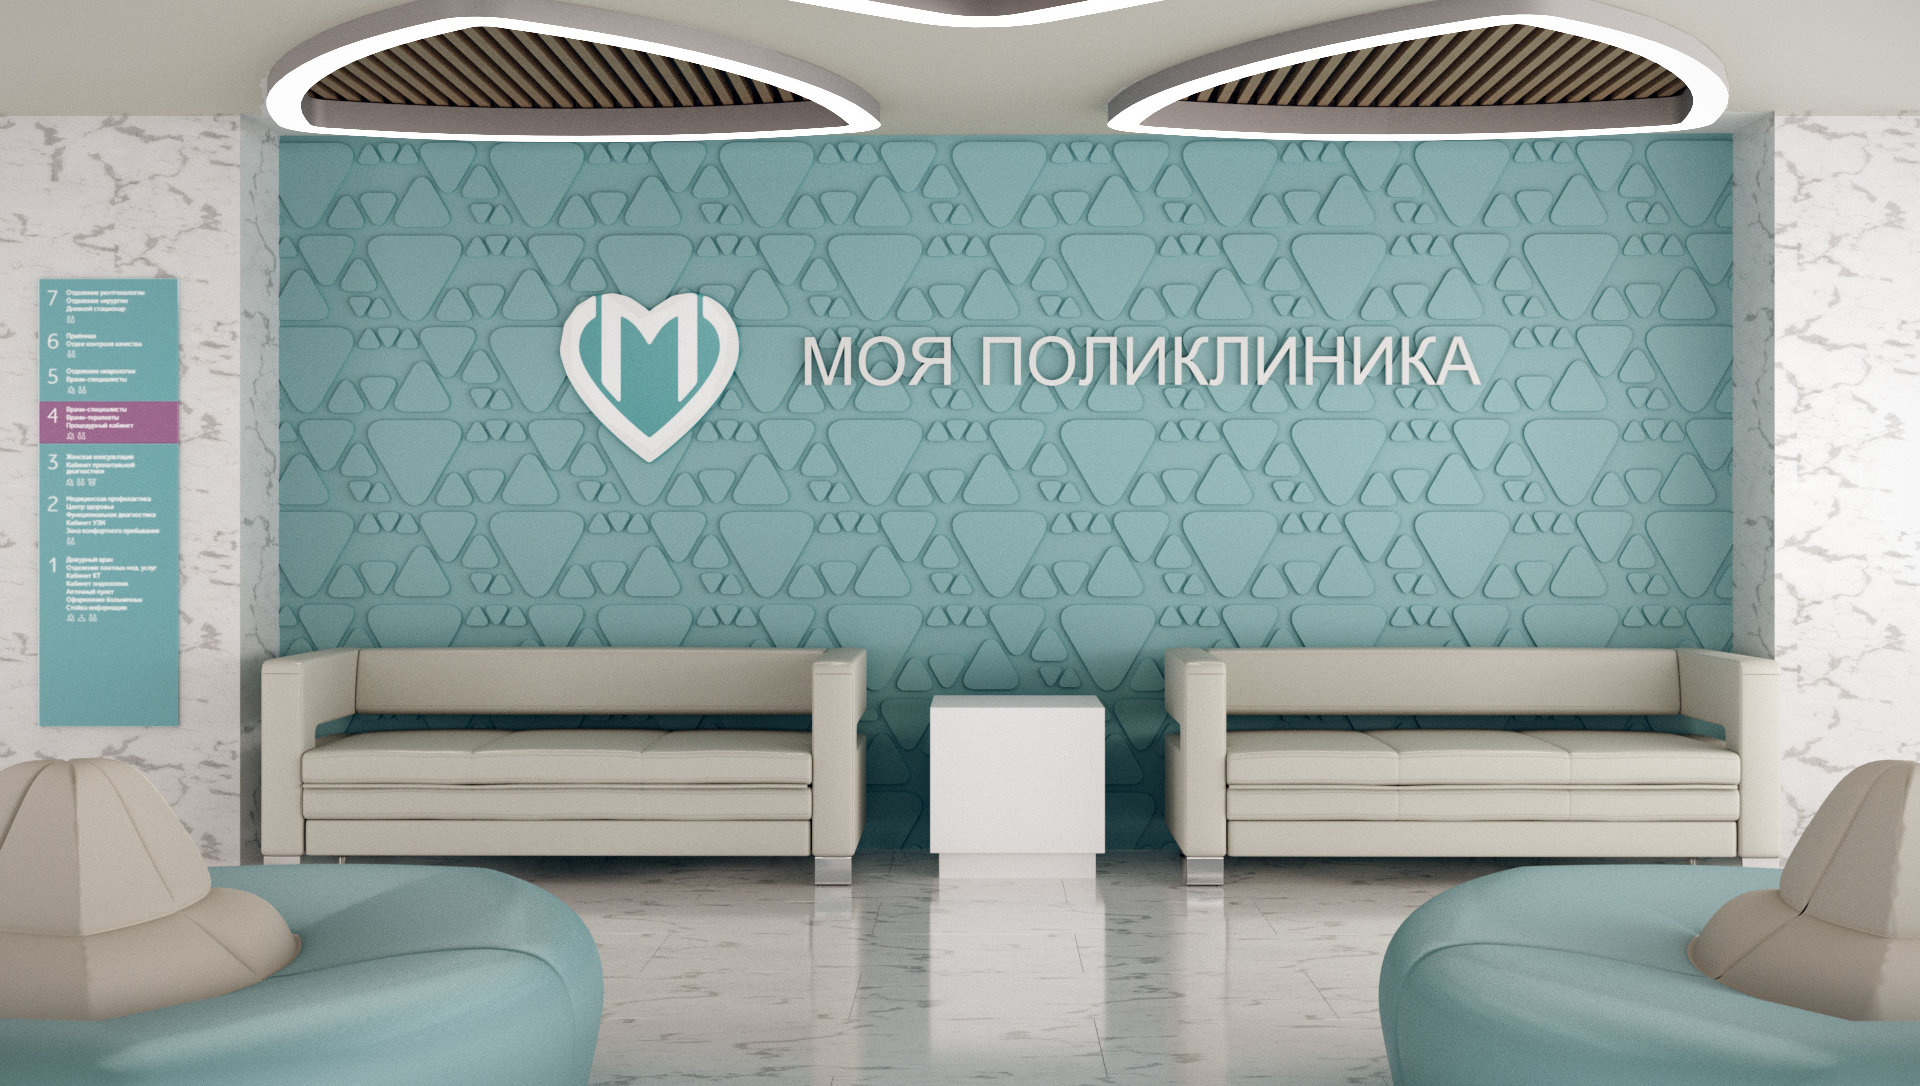 7 Отделение рентгенологии
Отделение хирургии
Дневной стационар
6 Приёмная
Отдел контроля качества
5 Отделение неврологии
Врачи-специалисты
4 Врачи-специалисты
Врачи-терапевты
Процедурный кабинет
3 Женская консультация
Кабинет пренатальной
диагностики
2 Медицинская профилактика
Центр здоровья
Функциональная диагностика
Кабинет УЗИ
Зона комфортного пребывания
1 Дежурный врач
Отделение платных мед. услуг
Кабинет КТ
Кабинет эндоскопии
Аптечный пункт
Оформление больничных
Стойка информации
М
МОЯ ПОЛИКЛИНИКА